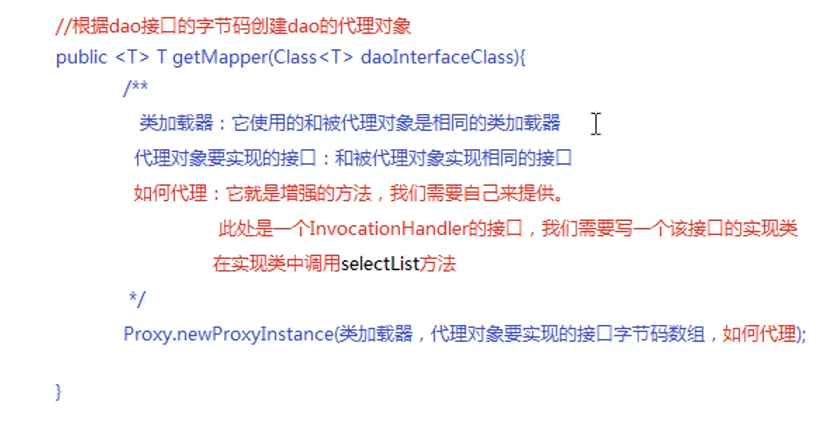 //根据dao接口的字节码创建dao的代理对象
public <T> T getMapper(Class<T> daoInterfaceClass){
/**
类加载器：它使用的和被代理对象是相同的类加载器
代理对象要实现的接口：和被代理对象实现相同的接口
如何代理：它就是增强的方法，我们需要自己来提供。
此处是一个InvocationHandler的接口，我们需要写一个该接口的实现类
在实现类中调用selectList方法
*/
Proxy.newProxyInstance(类加载器，代理对象要实现的接口字节码数组，如何代理);
}